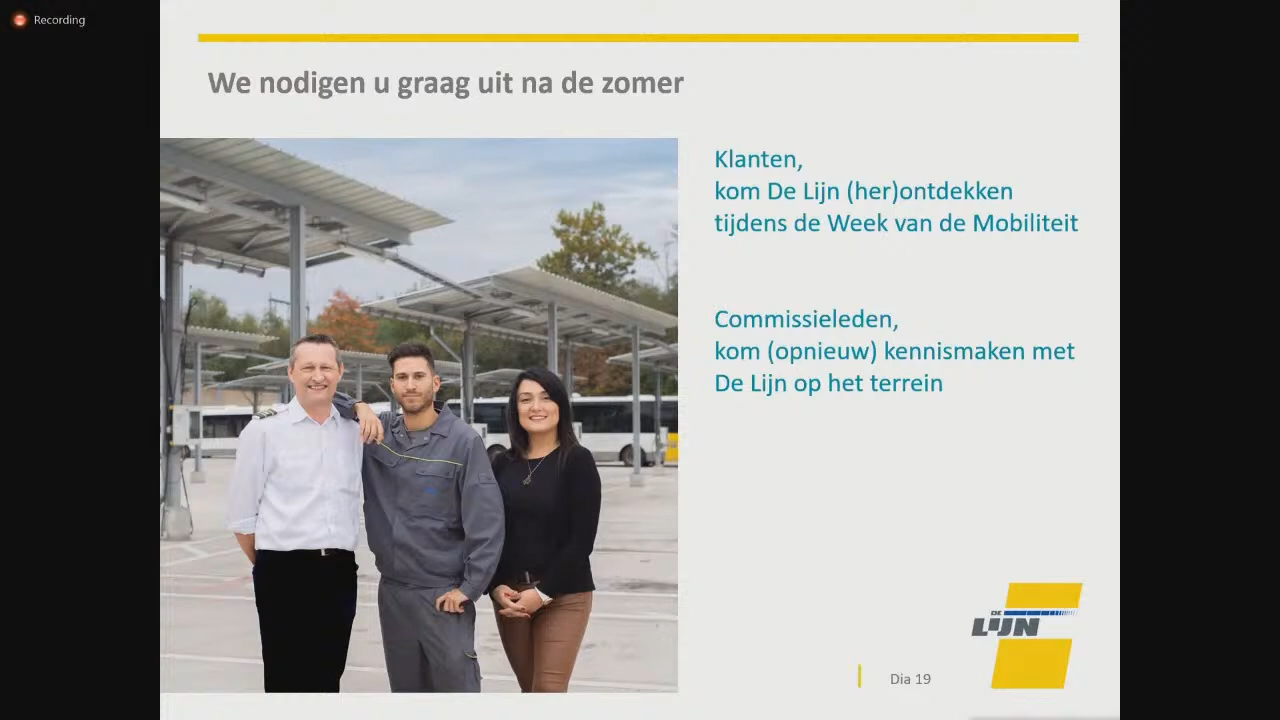 Recording
We nodigen u graag uit na de zomer
Klanten,
kom De Lijn (her)ontdekken
tijdens de Week van de Mobiliteit
Commissieleden,
kom (opnieuw) kennismaken met
De Lijn op het terrein
DE
LIJN
Dia 19